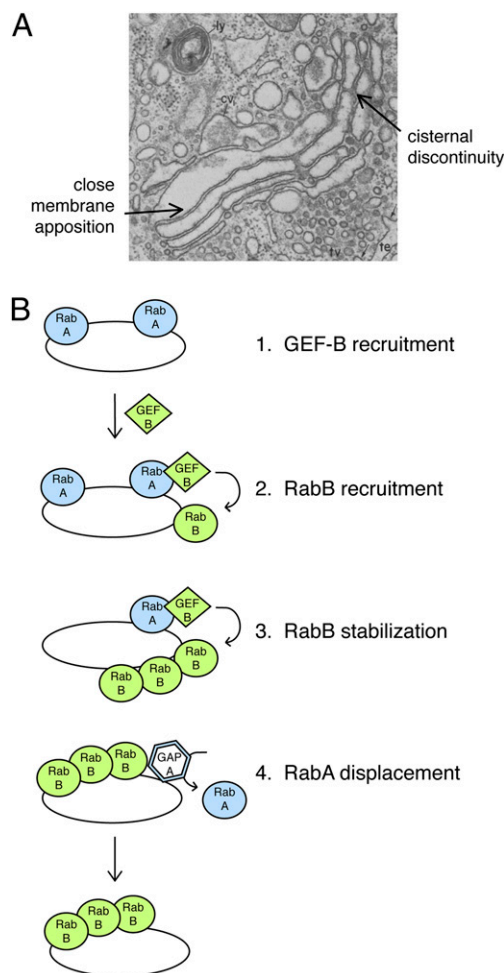 A
ly
cv
cisternal
discontinuity
close
membrane
apposition
tv
te
B
Rab
A
Rab
A
1. GEF-B recruitment
GEF
B
Rab
A
Rab
A
GEF
B
2. RabB recruitment
Rab
B
Rab
A
GEF
B
3. RabB stabilization
Rab
B
Rab
B
Rab
B
Rab
B
Rab
B
Rab
B
GAP
A
4. RabA displacement
Rab
A
Rab
B
Rab
B
Rab
B